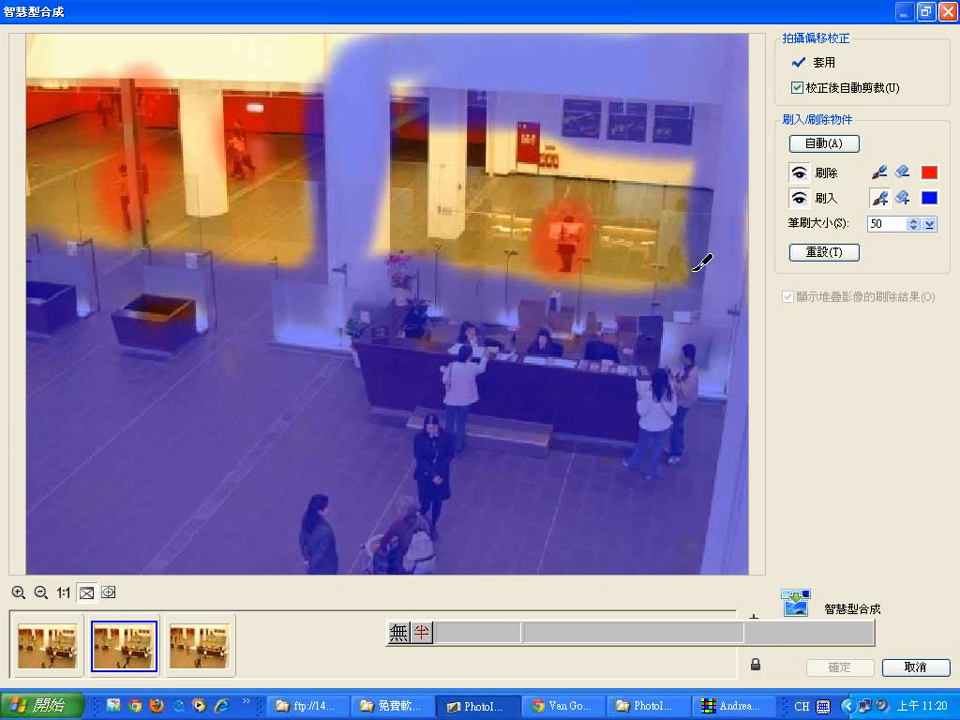 智慧型合成
拍攝偏移校正
套用
校正後自動剪裁(U)
刷入/刷除物件
自動(A)
刷除
刷入
筆刷大小(S):
50
重設(T)
顯示堆疊影像的刷除結果(O)
1:1
智慧型合成
無 半
確定
取消
開始
ftp://14...
免費軟...
PhotoI...
Van Go...
PhotoI...
Andrea...
CH
上午 11:20